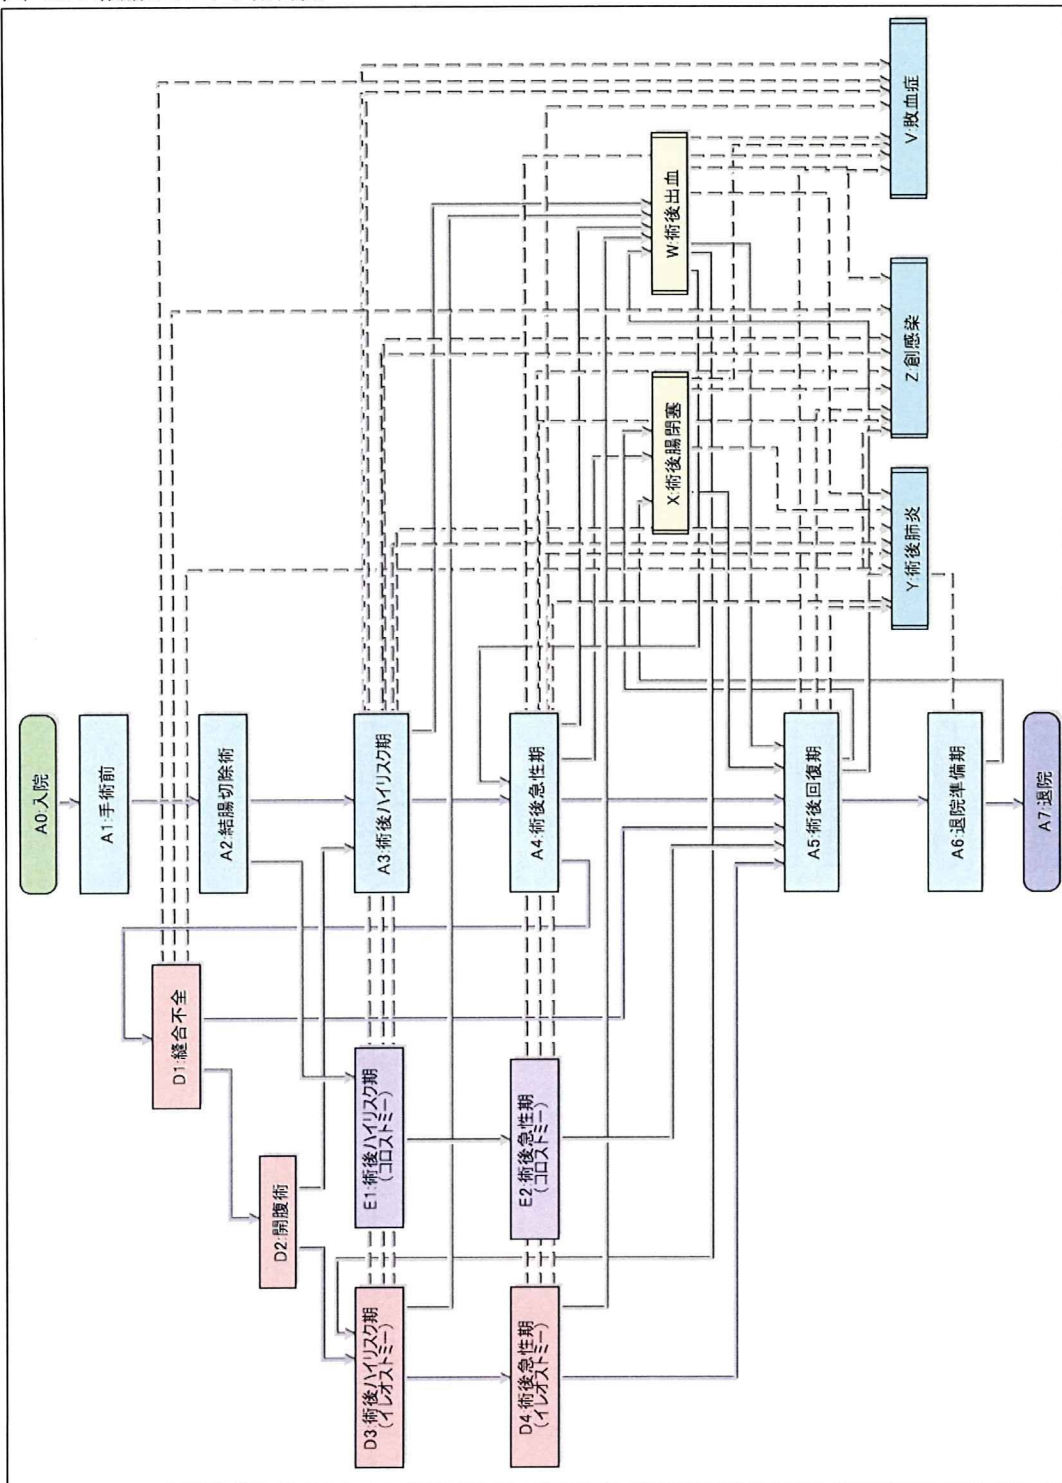 A0:入院
A1:手術前
A2:結腸切除術
A3:術後ハイリスク期
A4:術後急性期
A5:術後回復期
A6:退院準備期
A7:退院
D1:縫合不全
D2:開腹術
D3:術後ハイリスク期
(イレオストミー)
D4:術後急性期
(イレオストミー)
E1:術後ハイリスク期
(コロストミー)
E2:術後急性期
(コロストミー)
W:術後出血
X:術後腸閉塞
V:敗血症
Z:創感染
Y:術後肺炎